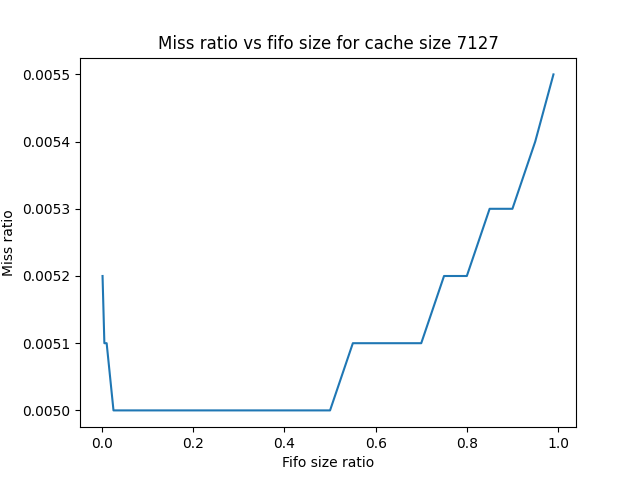 Miss ratio vs fifo size for cache size 7127
0.0055
0.0054
0.0053
0.0052
0.0051
0.0050
Miss ratio
0.0 0.2 0.4 0.6 0.8 1.0
Fifo size ratio